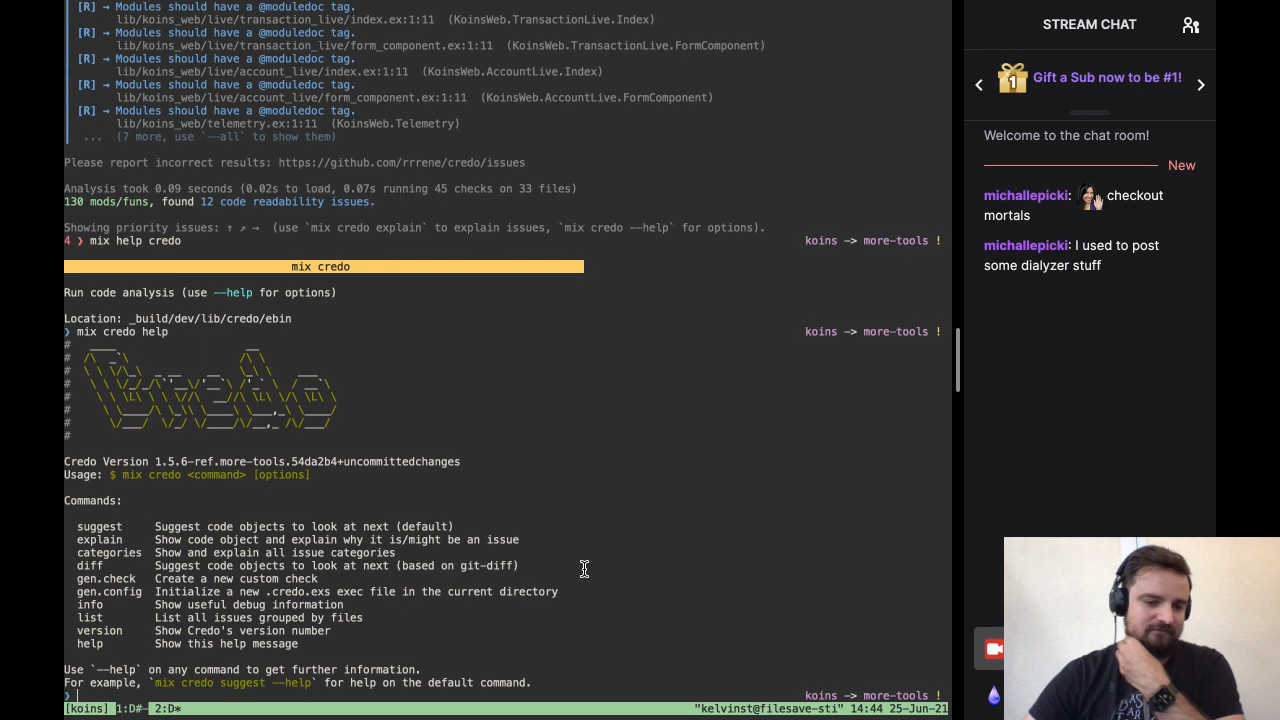 [R] → Modules should have a @moduledoc tag.
lib/koins_web/live/transaction_live/index.ex:1:11 (KoinsWeb.TransactionLive.Index)
[R] → Modules should have a @moduledoc tag.
lib/koins_web/live/transaction_live/form_component.ex:1:11 (KoinsWeb.TransactionLive.FormComponent)
[R] → Modules should have a @moduledoc tag.
lib/koins_web/live/account_live/index.ex:1:11 (KoinsWeb.AccountLive.Index)
[R] → Modules should have a @moduledoc tag.
lib/koins_web/live/account_live/form_component.ex:1:11 (KoinsWeb.AccountLive.FormComponent)
[R] → Modules should have a @moduledoc tag.
lib/koins_web/telemetry.ex:1:11 (KoinsWeb.Telemetry)
... (7 more, use `--all` to show them)
Please report incorrect results: https://github.com/rrrene/credo/issues
Analysis took 0.09 seconds (0.02s to load, 0.07s running 45 checks on 33 files)
130 mods/funs, found 12 code readability issues.
Showing priority issues: ↑ ↗ → (use `mix credo explain` to explain issues, `mix credo --help` for options).
4 ❯ mix help credo koins -> more-tools !
mix credo
Run code analysis (use --help for options)
Location: _build/dev/lib/credo/ebin
❯ mix credo help koins -> more-tools !
Credo Version 1.5.6-ref.more-tools.54da2b4+uncommittedchanges
Usage: $ mix credo <command> [options]
Commands:
suggest Suggest code objects to look at next (default)
explain Show code object and explain why it is/might be an issue
categories Show and explain all issue categories
diff Suggest code objects to look at next (based on git-diff)
gen.check Create a new custom check
gen.config Initialize a new .credo.exs exec file in the current directory
info Show useful debug information
list List all issues grouped by files
version Show Credo's version number
help Show this help message
Use `--help` on any command to get further information.
For example, `mix credo suggest --help` for help on the default command.
❯ koins -> more-tools !
[koins] 1:D#- 2:D* "kelvinst@filesave-sti" 14:44 25-Jun-21
STREAM CHAT
1 Gift a Sub now to be #1!
Welcome to the chat room!
New
michallepicki: checkout
mortals
michallepicki: I used to post
some dialyzer stuff